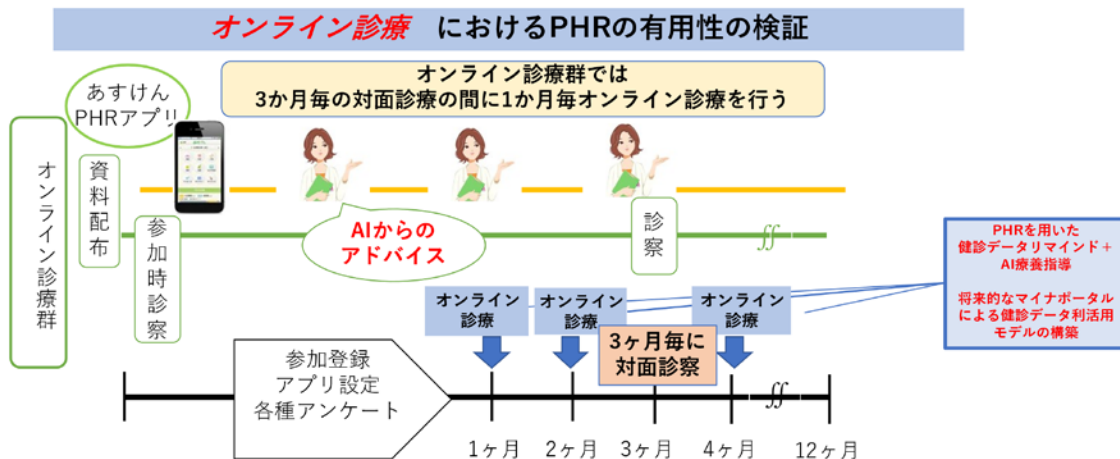 オンライン診療 におけるPHRの有用性の検証
オンライン診療群では
3か月毎の対面診療の間に1か月毎オンライン診療を行う
あすけん
PHRアプリ
オンライン診療群
資料配布
参加時診察
AIからの
アドバイス
診察
PHRを用いた
健診データリマインド＋
AI療養指導
将来的なマイナポータル
による健診データ利活用
モデルの構築
オンライン
診療
オンライン
診療
オンライン
診療
3ヶ月毎に
対面診察
参加登録
アプリ設定
各種アンケート
1ヶ月
2ヶ月
3ヶ月
4ヶ月
12ヶ月